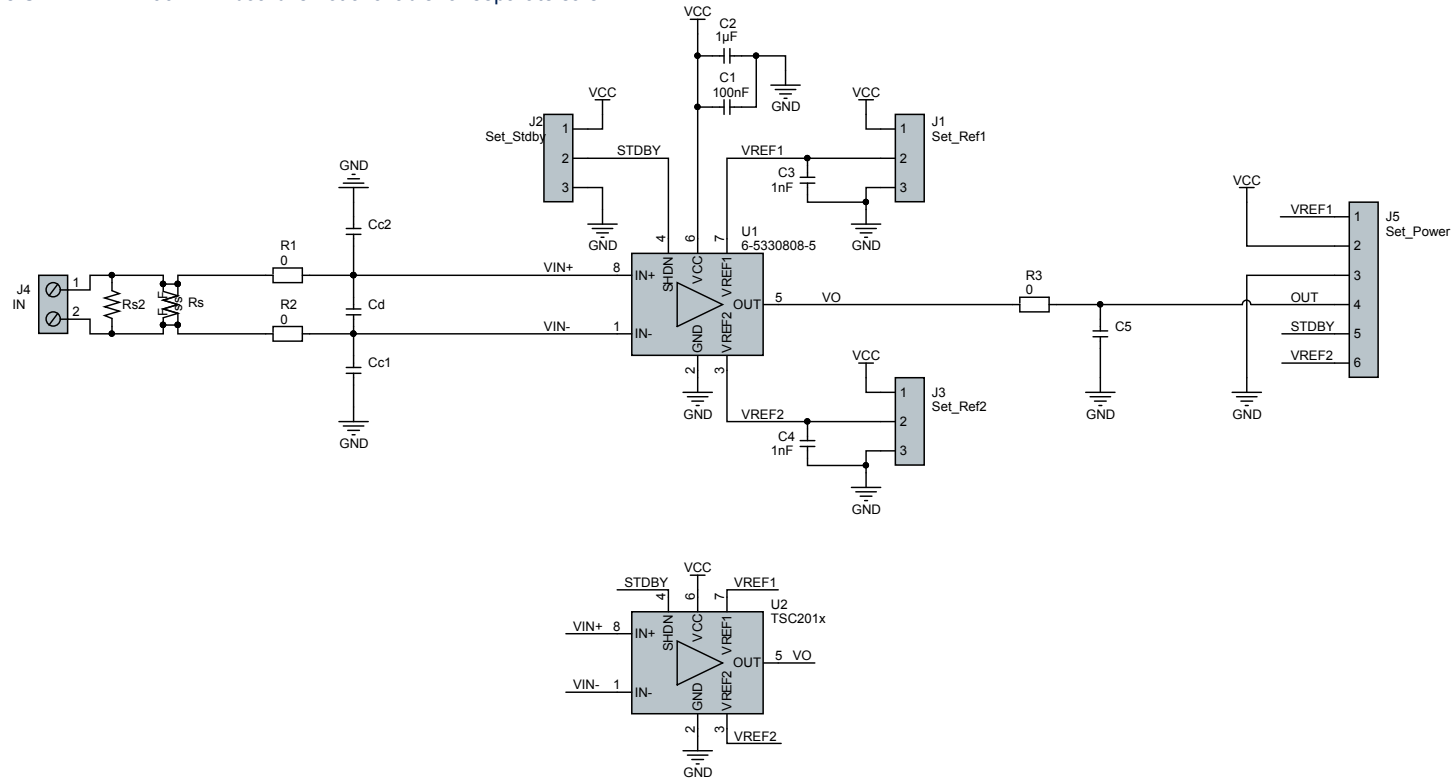 VCC
C2
1µF
C1
100nF
GND
VCC
J2
Set_Stdby
1
2
3
STDBY
GND
VCC
J1
Set_Ref1
1
2
3
VREF1
C3
1nF
GND
GND
Cc2
R1
0
VIN+
J4
IN
1
2
Rs2
Rs
R2
0
Cd
VIN-
Cc1
GND
U1
6-5330808-5
4
6
7
8
IN+
SHDN
VCC
VREF1
OUT
5
VO
1
IN-
GND
VREF2
2
3
GND
R3
0
C5
GND
VCC
J5
Set_Power
VREF1
1
2
3
OUT
4
STDBY
5
VREF2
6
GND
VCC
J3
Set_Ref2
1
2
3
VREF2
C4
1nF
GND
VCC
STDBY
VREF1
4
6
7
U2
TSC201x
VIN+
8
IN+
SHDN
VCC
VREF1
OUT
5
VO
VIN-
1
IN-
GND
VREF2
2
3
VREF2
GND